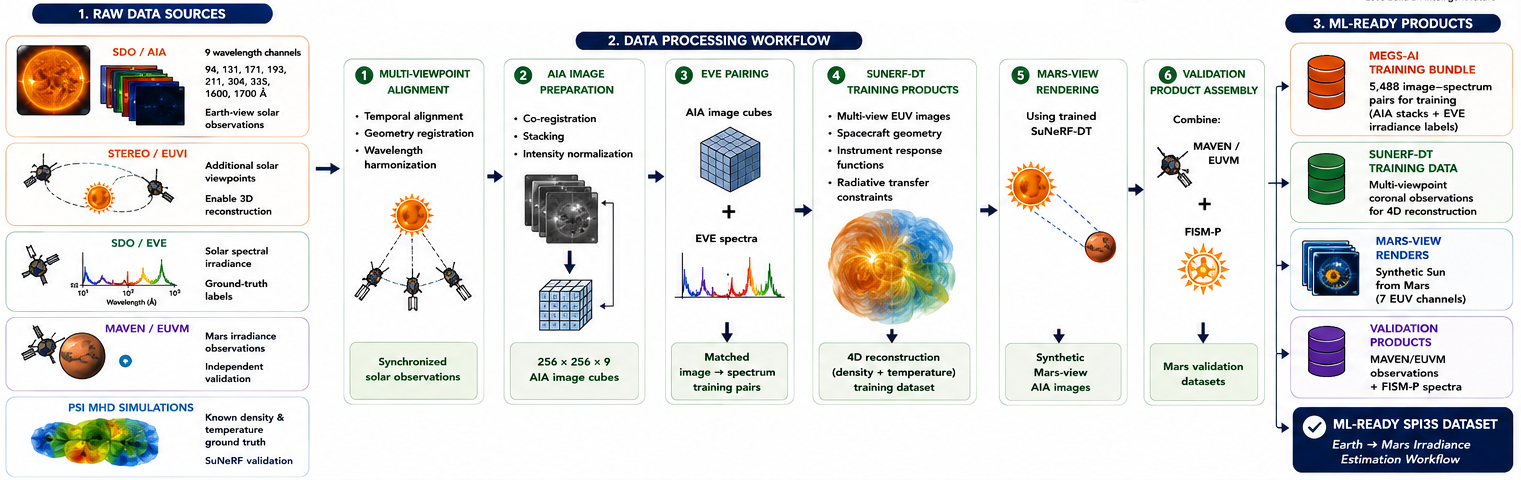 1. RAW DATA SOURCES
SDO / AIA
9 wavelength channels
94, 131, 171, 193,
211, 304, 33S,
1600, 1700 Å
Earth-view solar
observations
STEREO / EUVI
Additional solar
viewpoints
Enable 3D
reconstruction
SDO / EVE
Solar spectral
irradiance
Ground-truth
labels
Wavelength (Å)
MAVEN / EUVM
Mars irradiance
observations
Independent
validation
PSI MHD SIMULATIONS
Known density &
temperature
ground truth
SuNeRF validation
2. DATA PROCESSING WORKFLOW
1 MULTI-VIEWPOINT
ALIGNMENT
• Temporal alignment
• Geometry registration
• Wavelength
harmonization
Synchronized
solar observations
2 AIA IMAGE
PREPARATION
• Co-registration
• Stacking
• Intensity normalization
256 × 256 × 9
AIA image cubes
3 EVE PAIRING
AIA image cubes
+
EVE spectra
Matched
image → spectrum
training pairs
4 SUNERF-DT
TRAINING PRODUCTS
• Multi-view EUV images
• Spacecraft geometry
• Instrument response
functions
• Radiative transfer
constraints
4D reconstruction
(density + temperature)
training dataset
5 MARS-VIEW
RENDERING
Using trained
SuNeRF-DT
Synthetic
Mars-view
AIA images
6 VALIDATION
PRODUCT ASSEMBLY
Combine:
MAVEN /
EUVM
+
FISM-P
Mars validation
datasets
3. ML-READY PRODUCTS
MEGS-AI
TRAINING BUNDLE
5,488 image–spectrum
pairs for training
(AIA stacks + EVE
irradiance labels)
SUNERF-DT
TRAINING DATA
Multi-viewpoint
coronal observations
for 4D reconstruction
MARS-VIEW
RENDERS
Synthetic Sun
from Mars
(7 EUV channels)
VALIDATION
PRODUCTS
MAVEN/EUVM
observations
+ FISM-P spectra
ML-READY SPI3S DATASET
Earth → Mars Irradiance
Estimation Workflow